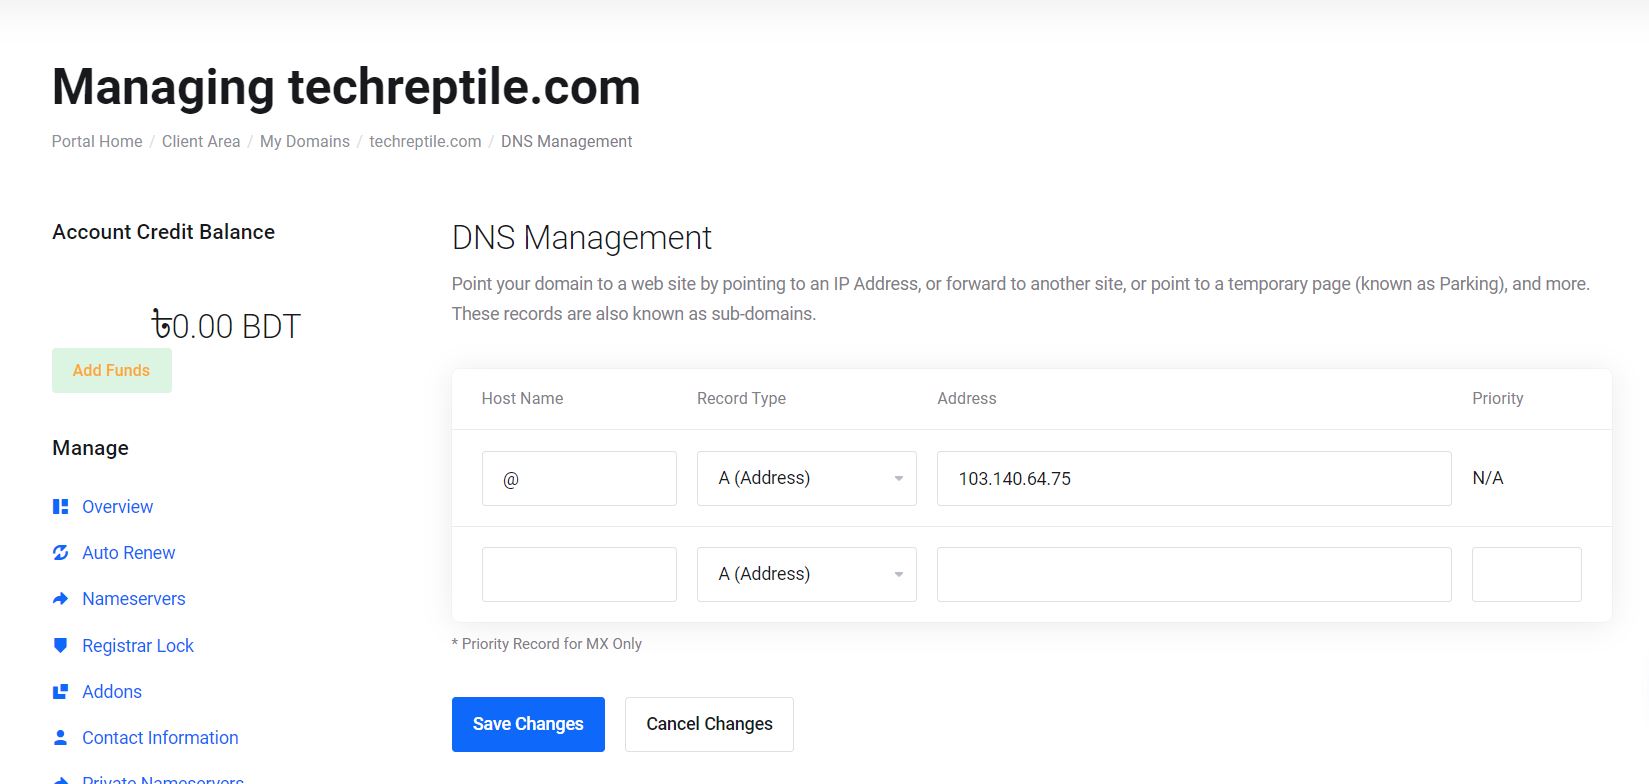 Managing techreptile.com
Portal Home / Client Area / My Domains / techreptile.com / DNS Management
Account Credit Balance
৳0.00 BDT
Add Funds
Manage
Overview
Auto Renew
Nameservers
Registrar Lock
Addons
Contact Information
Private Nameservers
DNS Management
Point your domain to a web site by pointing to an IP Address, or forward to another site, or point to a temporary page (known as Parking), and more.
These records are also known as sub-domains.
Host Name Record Type Address Priority
@ A (Address) 103.140.64.75 N/A
A (Address)
* Priority Record for MX Only
Save Changes Cancel Changes